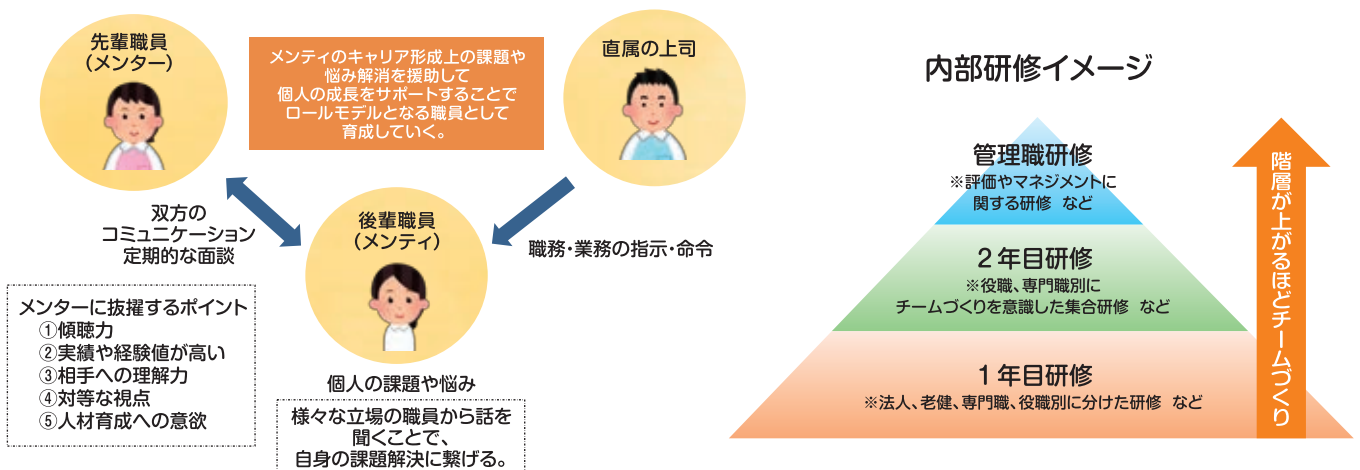 先輩職員
（メンター）
メンティのキャリア形成上の課題や
悩み解消を援助して
個人の成長をサポートすることで
ロールモデルとなる職員として
育成していく。
直属の上司
双方の
コミュニケーション
定期的な面談
後輩職員
（メンティ）
職務・業務の指示・命令
メンターに抜擢するポイント
①傾聴力
②実績や経験値が高い
③相手への理解力
④対等な視点
⑤人材育成への意欲
個人の課題や悩み
様々な立場の職員から話を
聞くことで、
自身の課題解決に繋げる。
内部研修イメージ
管理職研修
※評価やマネジメントに
関する研修 など
２年目研修
※役職、専門職別に
チームづくりを意識した集合研修 など
１年目研修
※法人、老健、専門職、役職別に分けた研修 など
階層が上がるほどチームづくり